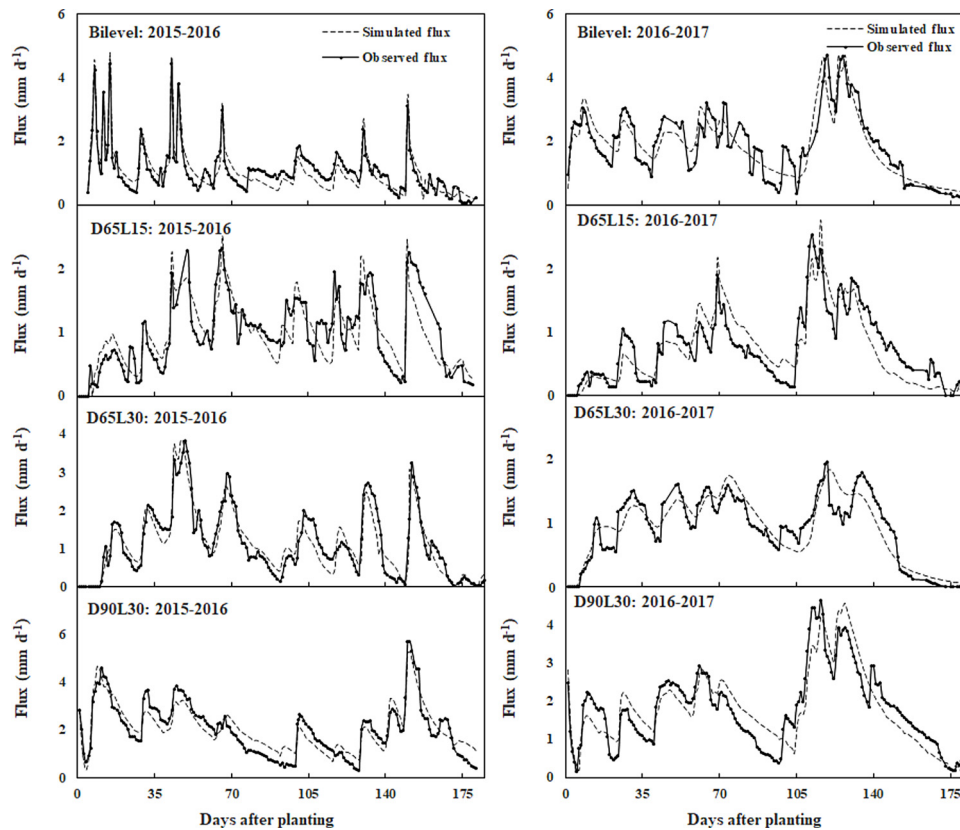 Bilevel: 2015-2016
Simulated flux
Observed flux
Flux (mm d-1)
6
4
2
0
Bilevel: 2016-2017
Simulated flux
Observed flux
Flux (mm d-1)
6
4
2
0
D65L15: 2015-2016
Flux (mm d-1)
2
1
0
D65L15: 2016-2017
Flux (mm d-1)
2
1
0
D65L30: 2015-2016
Flux (mm d-1)
4
3
2
1
0
D65L30: 2016-2017
Flux (mm d-1)
2
1
0
D90L30: 2015-2016
Flux (mm d-1)
6
4
2
0
D90L30: 2016-2017
Flux (mm d-1)
4
3
2
1
0
0 35 70 105 140 175
Days after planting
0 35 70 105 140 175
Days after planting